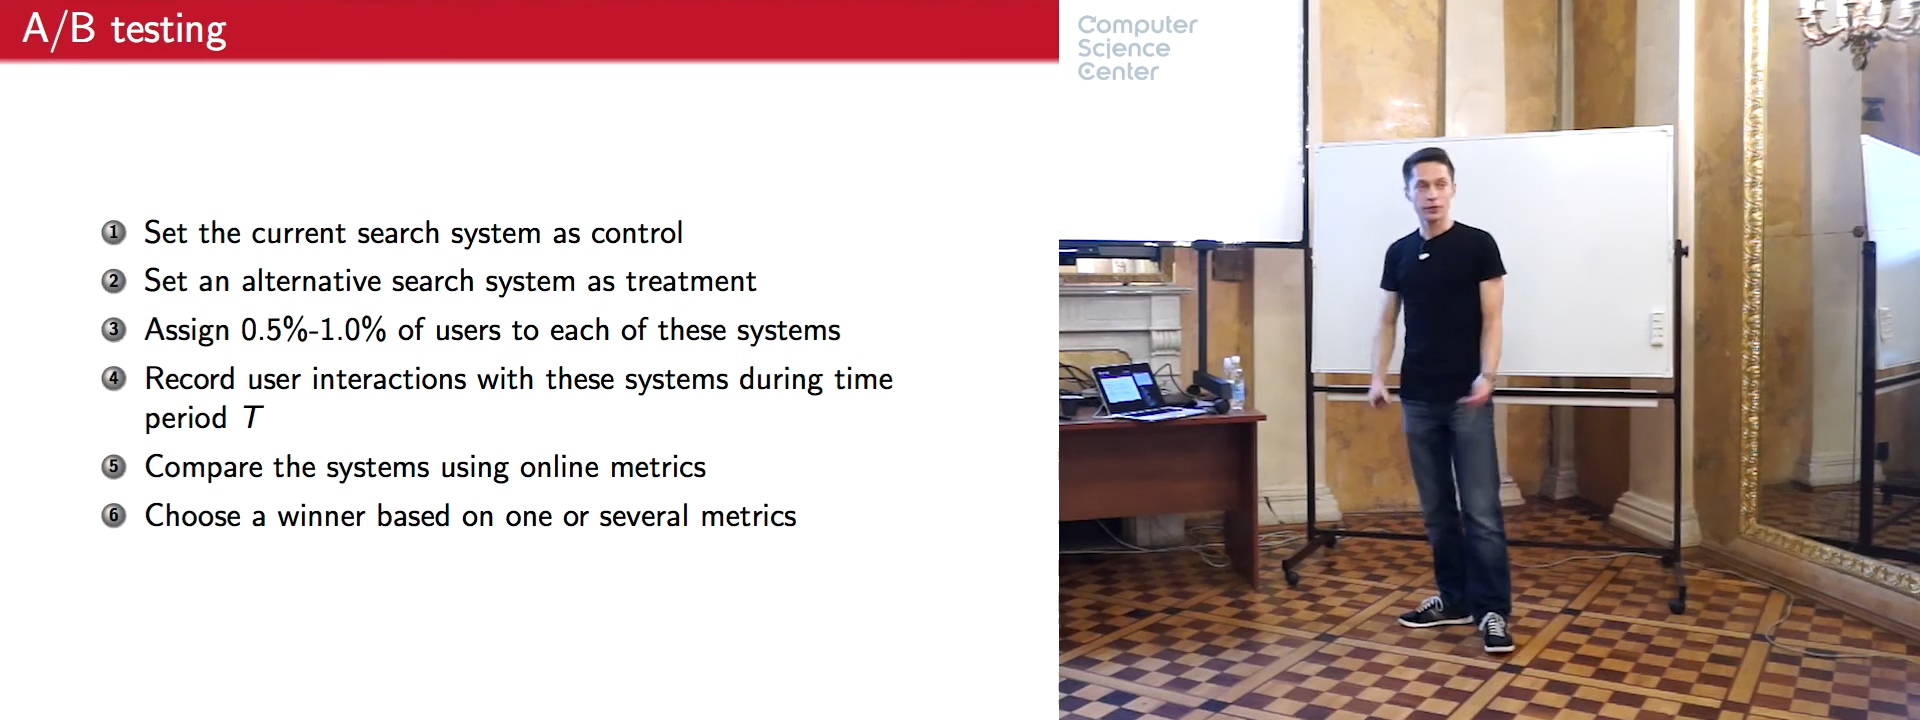 A/B testing
1 Set the current search system as control
2 Set an alternative search system as treatment
3 Assign 0.5%-1.0% of users to each of these systems
4 Record user interactions with these systems during time
period T
5 Compare the systems using online metrics
6 Choose a winner based on one or several metrics
Computer
Science
Center